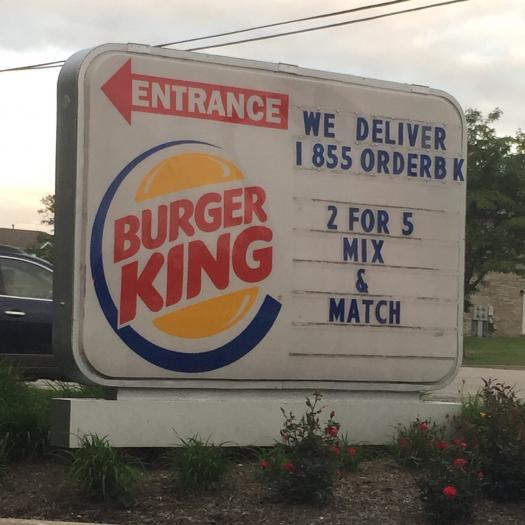 ENTRANCE
BURGER
KING
WE DELIVER
1 855 ORDERBK
2 FOR 5
MIX
&
MATCH